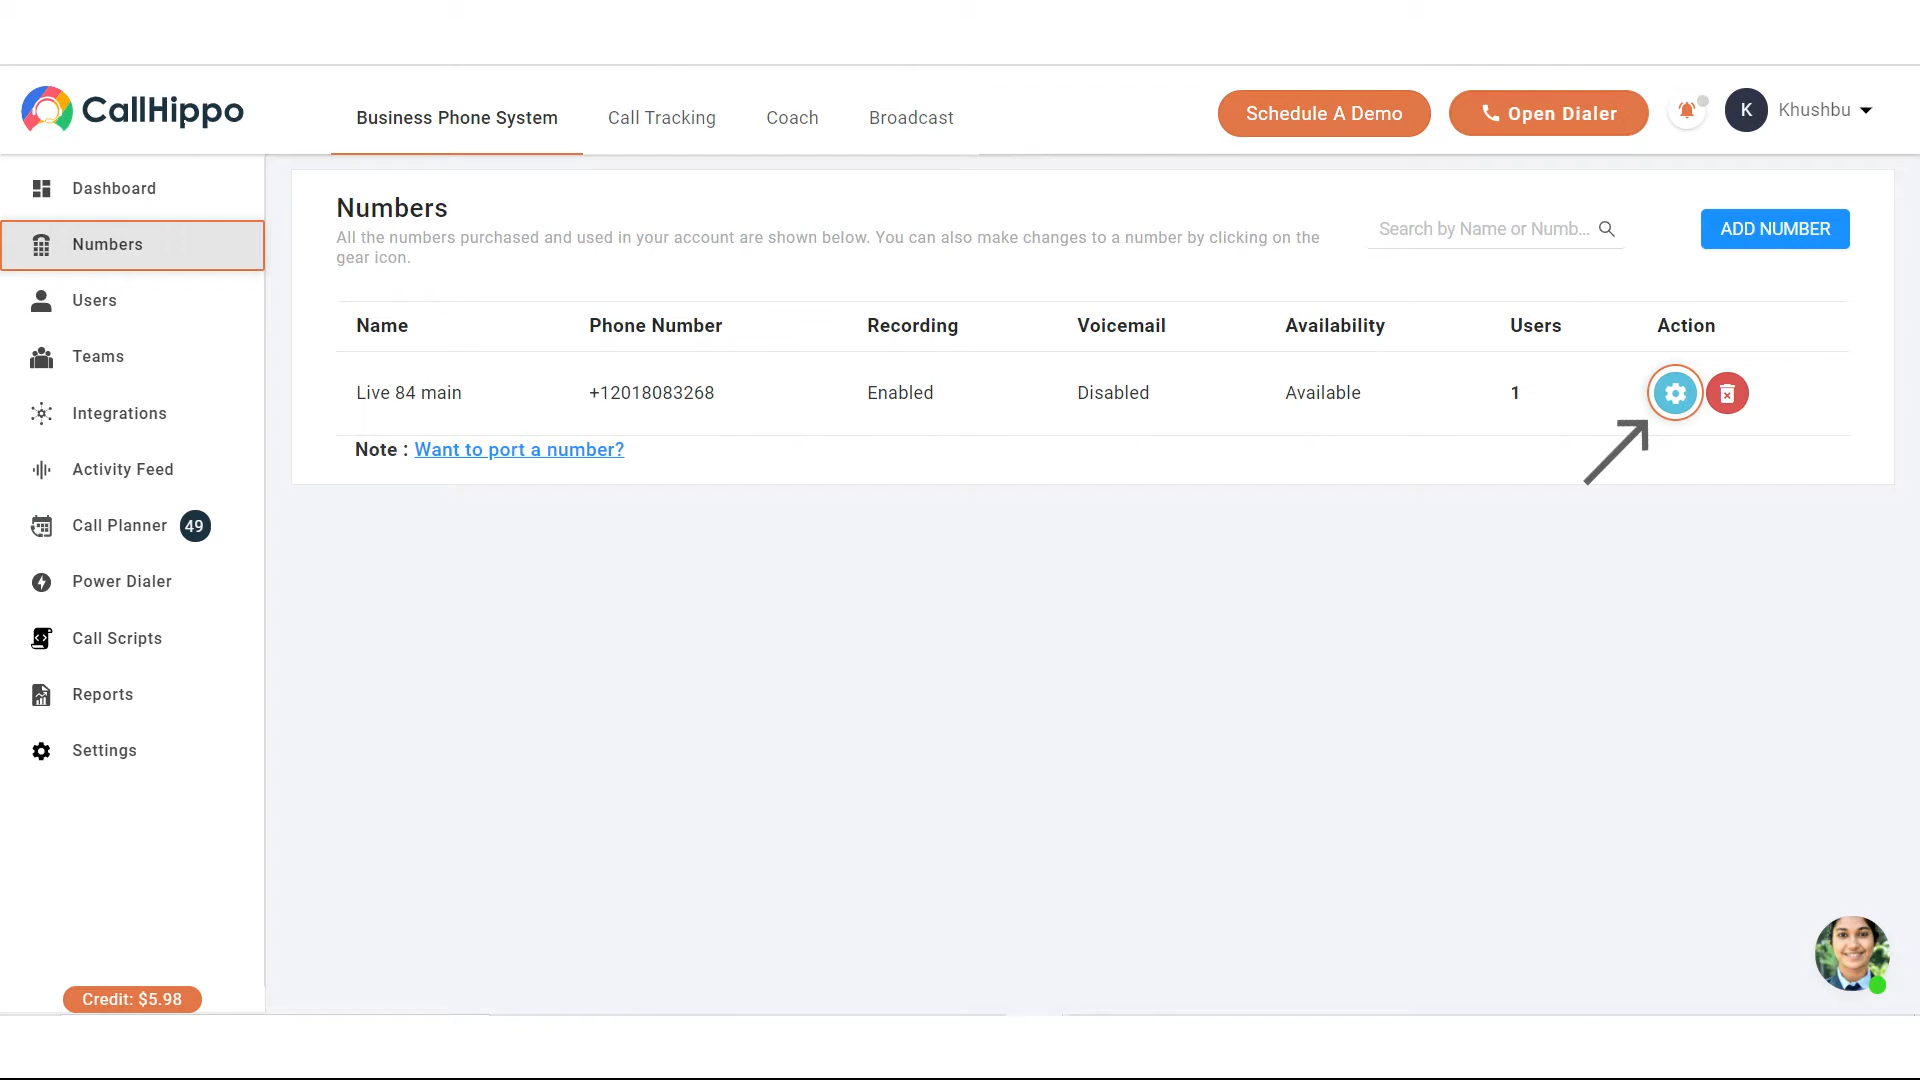 CallHippo
Business Phone System
Call Tracking
Coach
Broadcast
Schedule A Demo
Open Dialer
K
Khushbu
Dashboard
Numbers
Users
Teams
Integrations
Activity Feed
Call Planner 49
Power Dialer
Call Scripts
Reports
Settings
Credit: $5.98
Numbers
All the numbers purchased and used in your account are shown below. You can also make changes to a number by clicking on the
gear icon.
Search by Name or Numb...
ADD NUMBER
Name Phone Number Recording Voicemail Availability Users Action
Live 84 main +12018083268 Enabled Disabled Available 1
Note : Want to port a number?